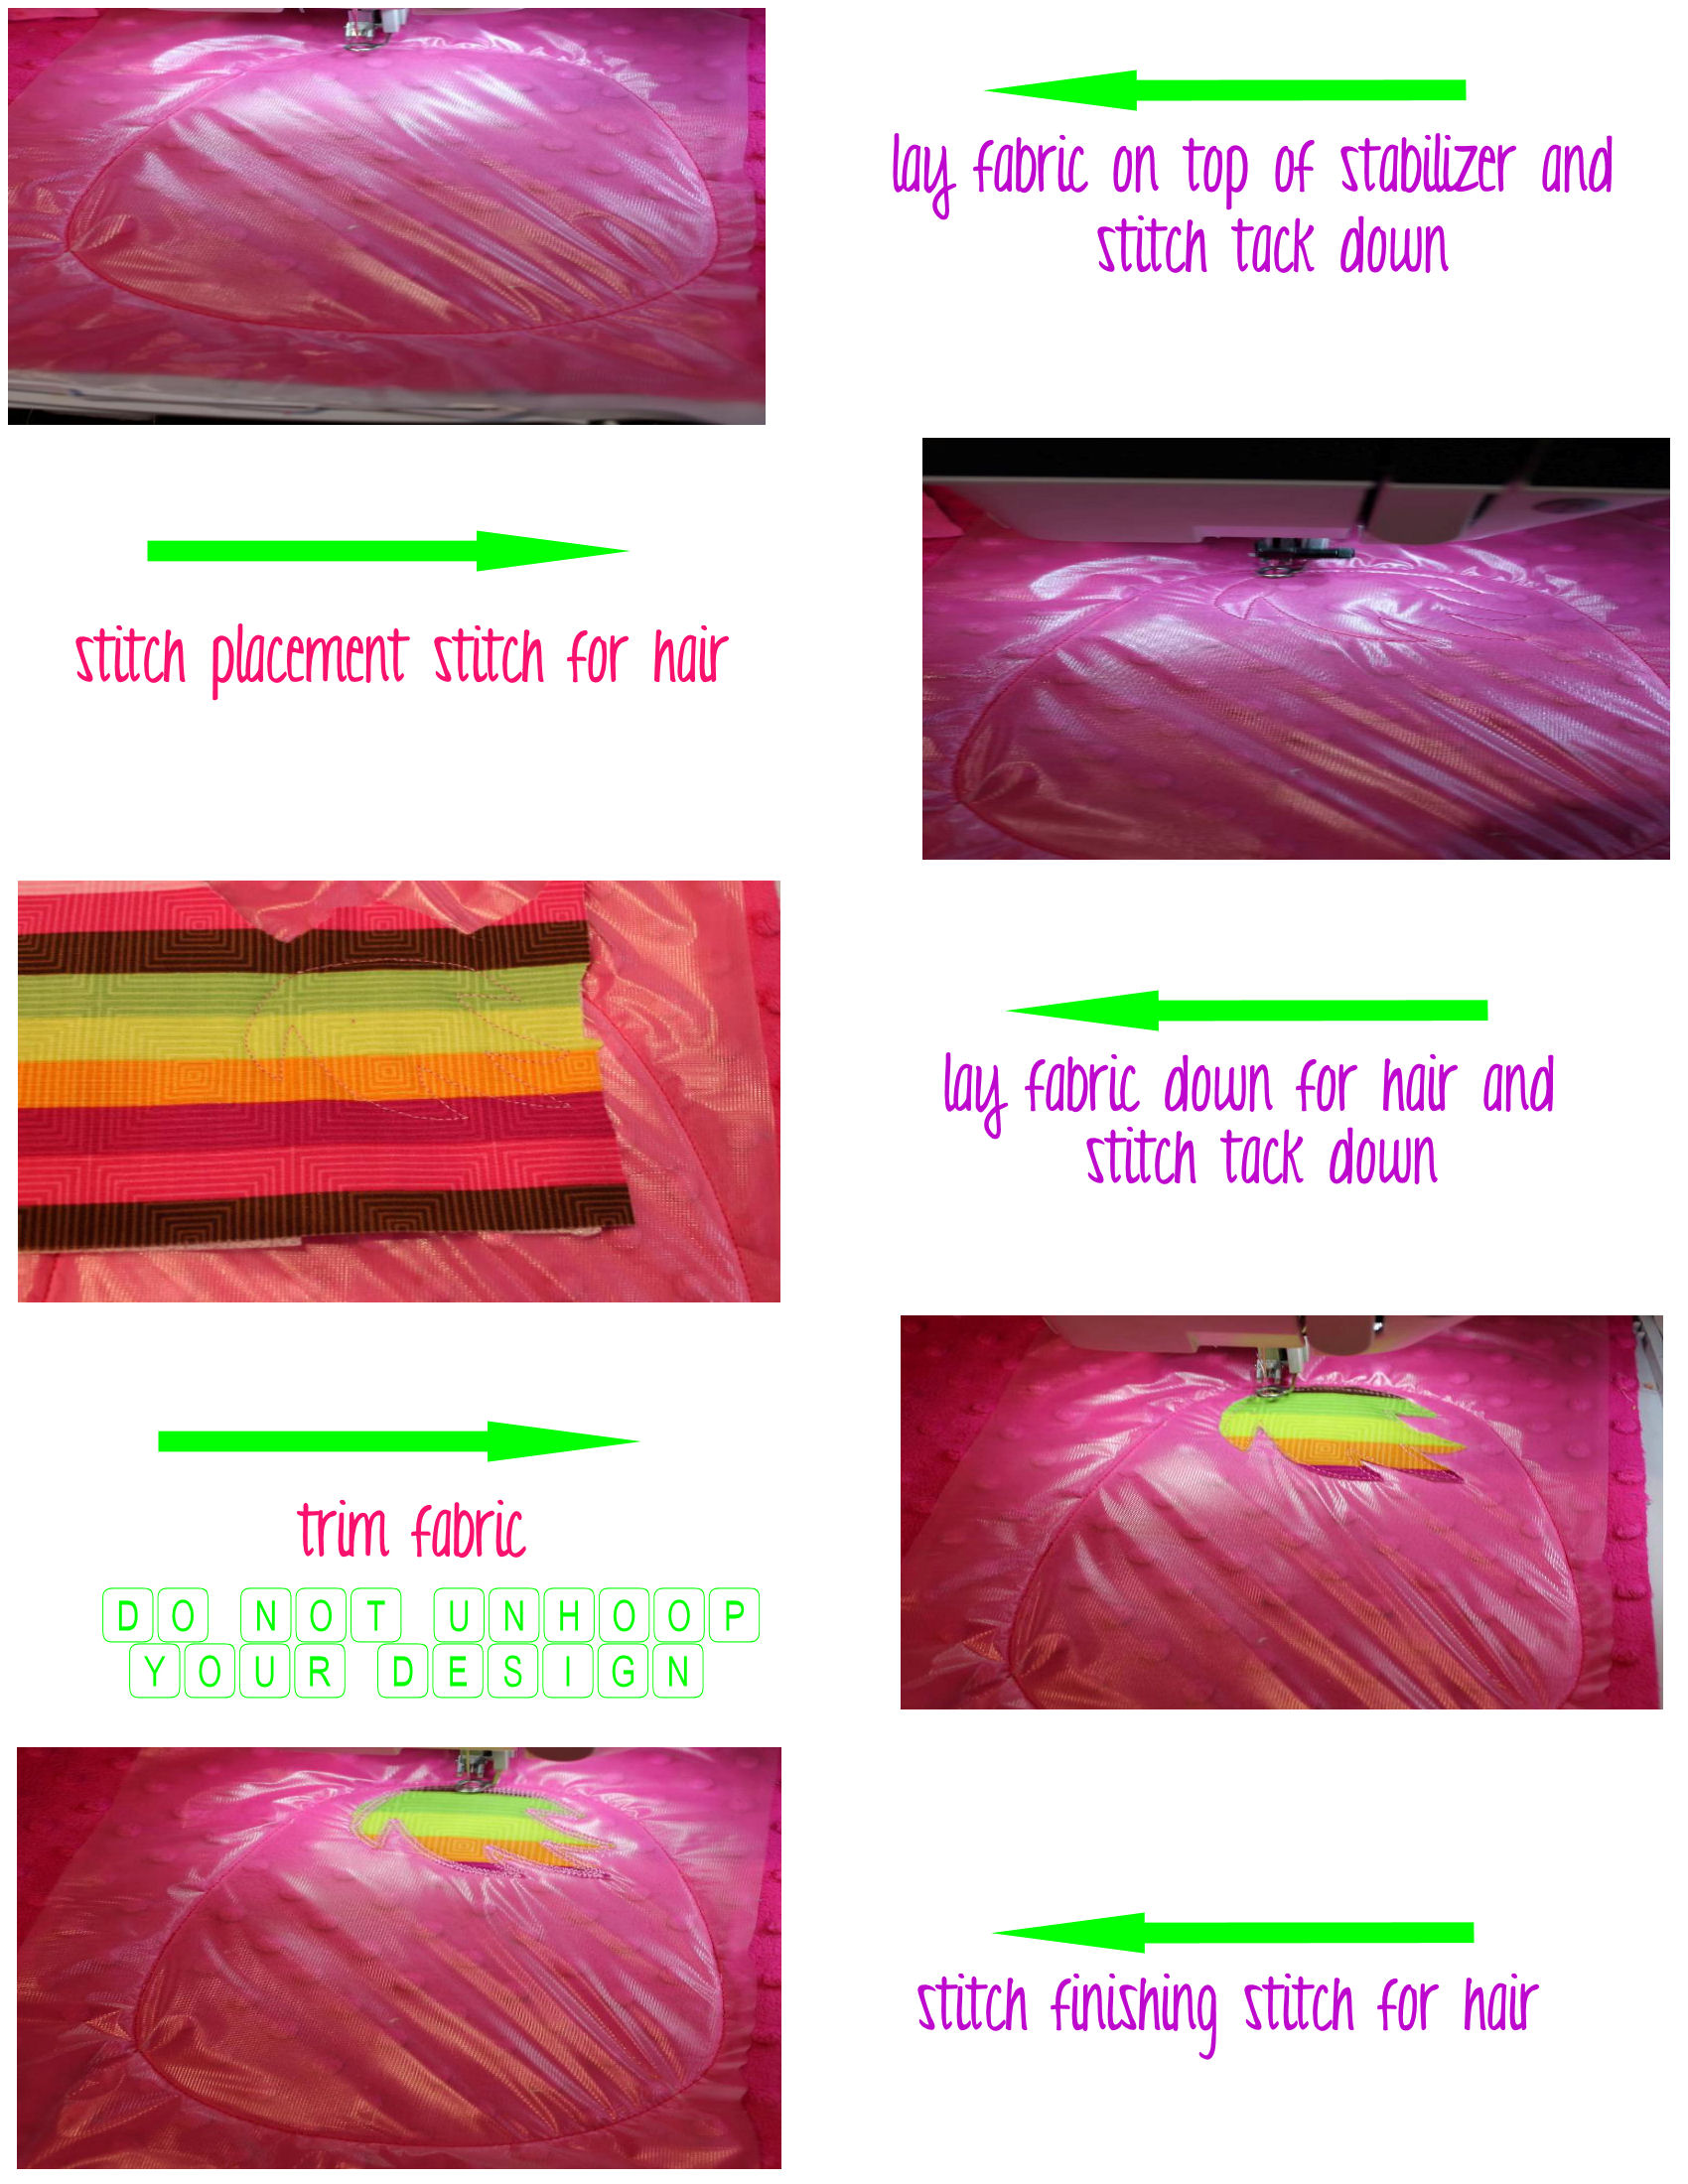 lay fabric on top of stabilizer and
stitch tack down
stitch placement stitch for hair
lay fabric down for hair and
stitch tack down
trim fabric
DO NOT UNHOOP
YOUR DESIGN
stitch finishing stitch for hair